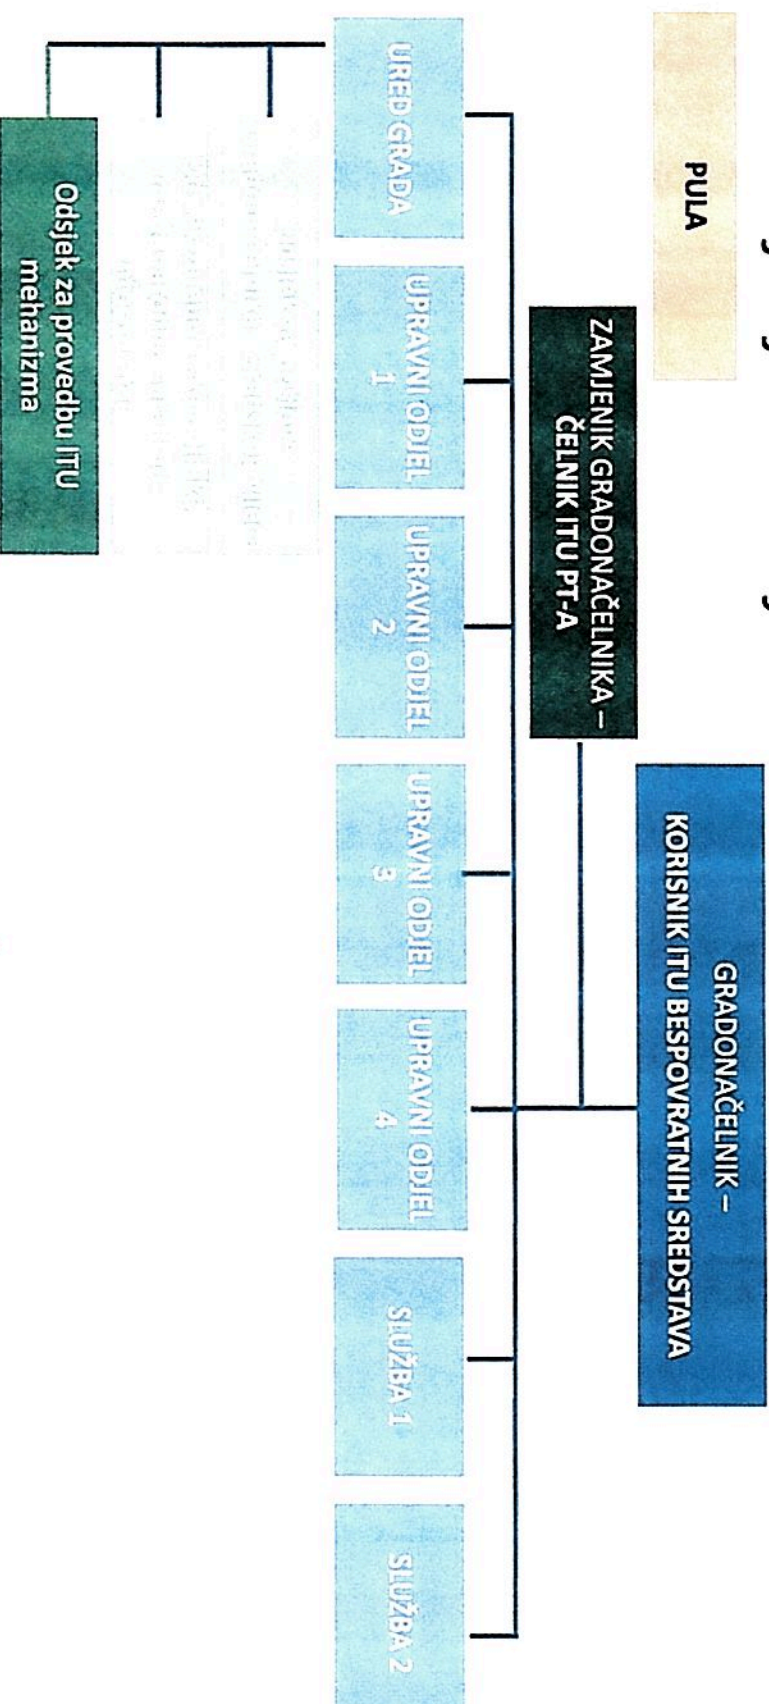 PULA
GRADONAČELNIK –
KORISNIK ITU BESPOVRATNIH SREDSTAVA
ZAMJENIK GRADONAČELNIKA –
ČELNIK ITU PT-A
URED GRADA
UPRAVNI ODJEL
1
UPRAVNI ODJEL
2
UPRAVNI ODJEL
3
UPRAVNI ODJEL
4
SLUŽBA 1
SLUŽBA 2
Odsjek za provedbu ITU
mehanizma